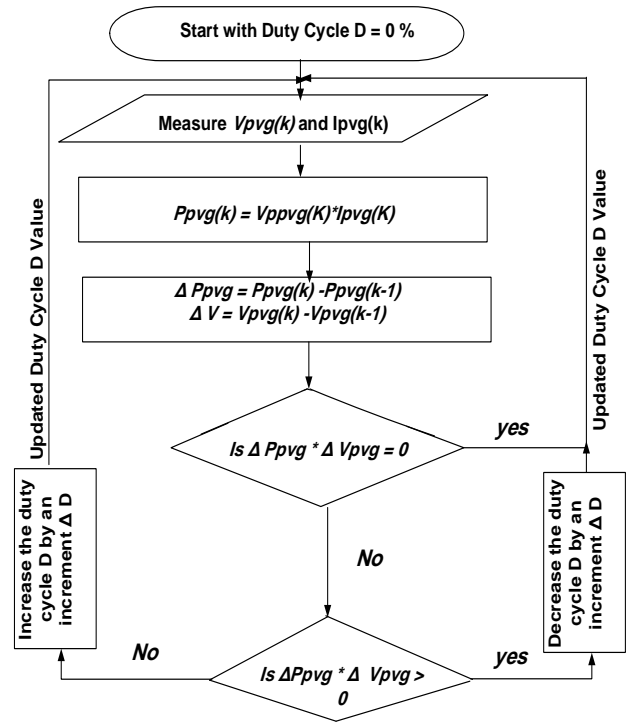 Start with Duty Cycle D = 0 %
Measure Vpvg(k) and Ipvg(k)
Ppvg(k) = Vppvg(K)*Ipvg(K)
Δ Ppvg = Ppvg(k) -Ppvg(k-1)
Δ V = Vpvg(k) -Vpvg(k-1)
Is Δ Ppvg * Δ Vpvg = 0
yes
No
Is ΔPpvg * Δ Vpvg >
0
No
yes
Increase the duty
cycle D by an
increment Δ D
Updated Duty Cycle D Value
Decrease the duty
cycle D by an
increment Δ D
Updated Duty Cycle D Value